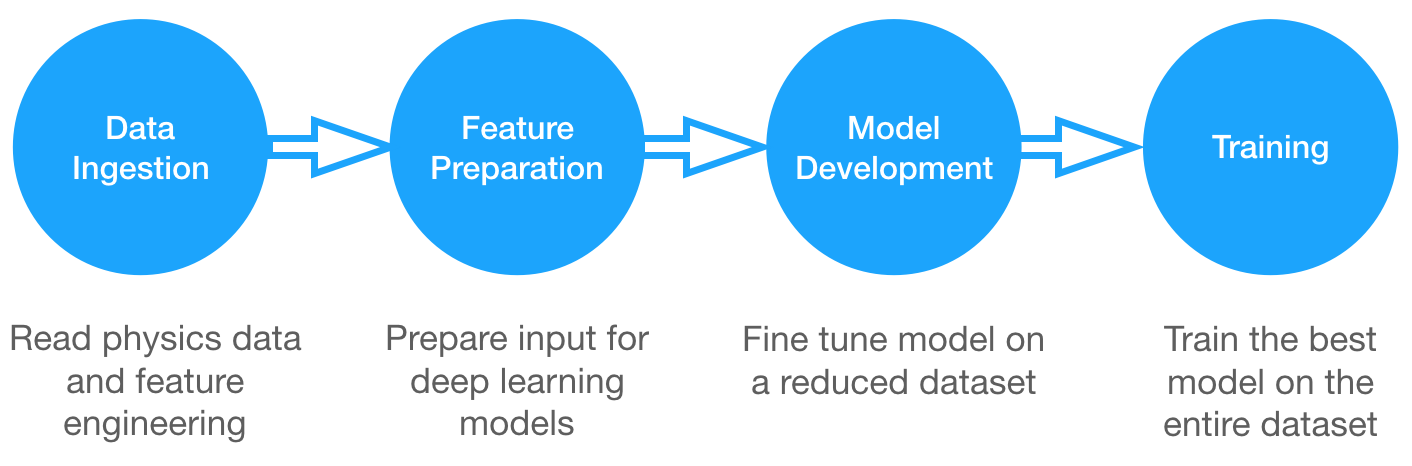 Data
Ingestion
Feature
Preparation
Model
Development
Training
Read physics data
and feature
engineering
Prepare input for
deep learning
models
Fine tune model on
a reduced dataset
Train the best
model on the
entire dataset